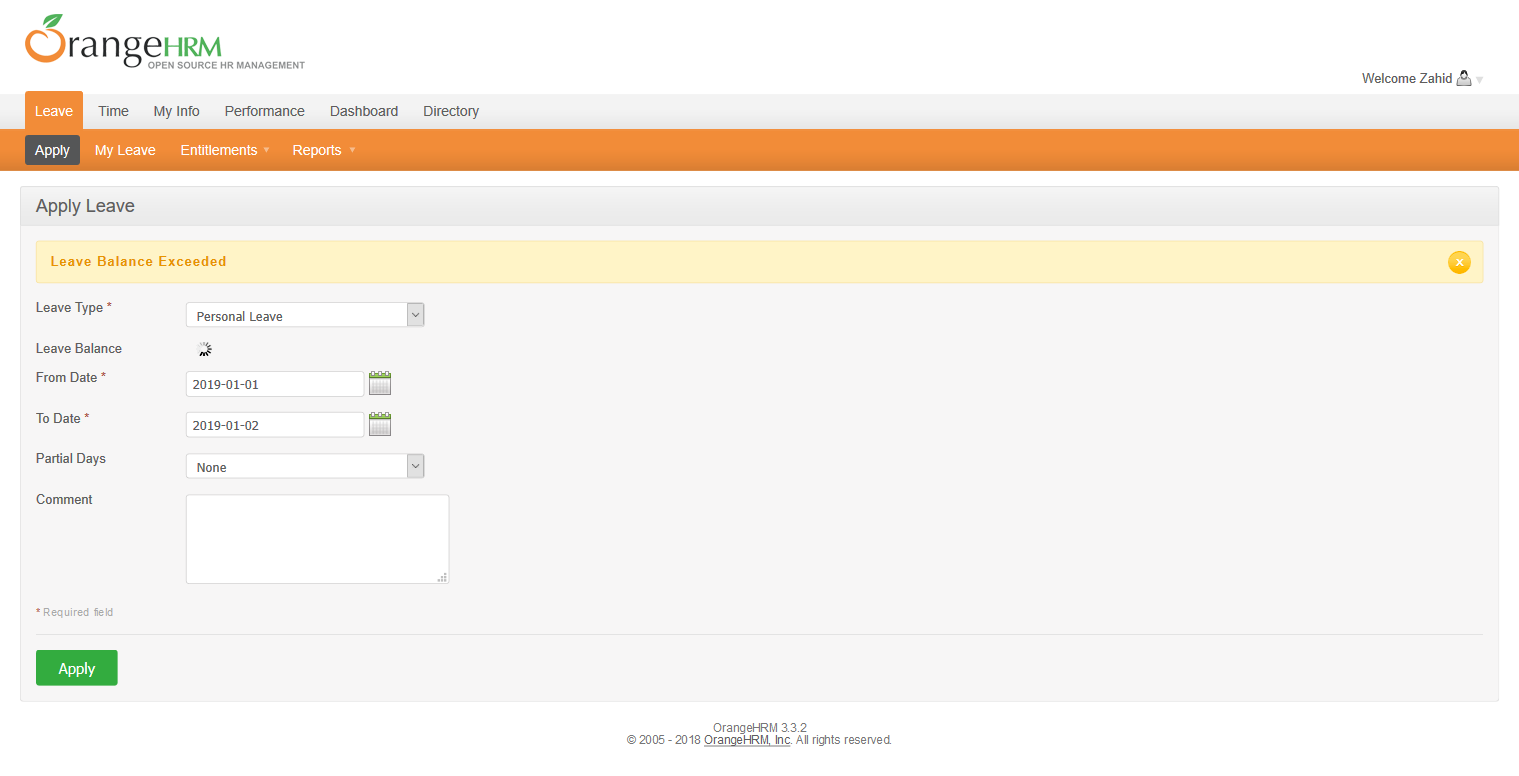 OrangeHRM
OPEN SOURCE HR MANAGEMENT
Welcome Zahid
Leave Time My Info Performance Dashboard Directory
Apply My Leave Entitlements Reports
Apply Leave
Leave Balance Exceeded
x
Leave Type * Personal Leave
Leave Balance
From Date * 2019-01-01
To Date * 2019-01-02
Partial Days None
Comment
* Required field
Apply
OrangeHRM 3.3.2
© 2005 - 2018 OrangeHRM, Inc. All rights reserved.